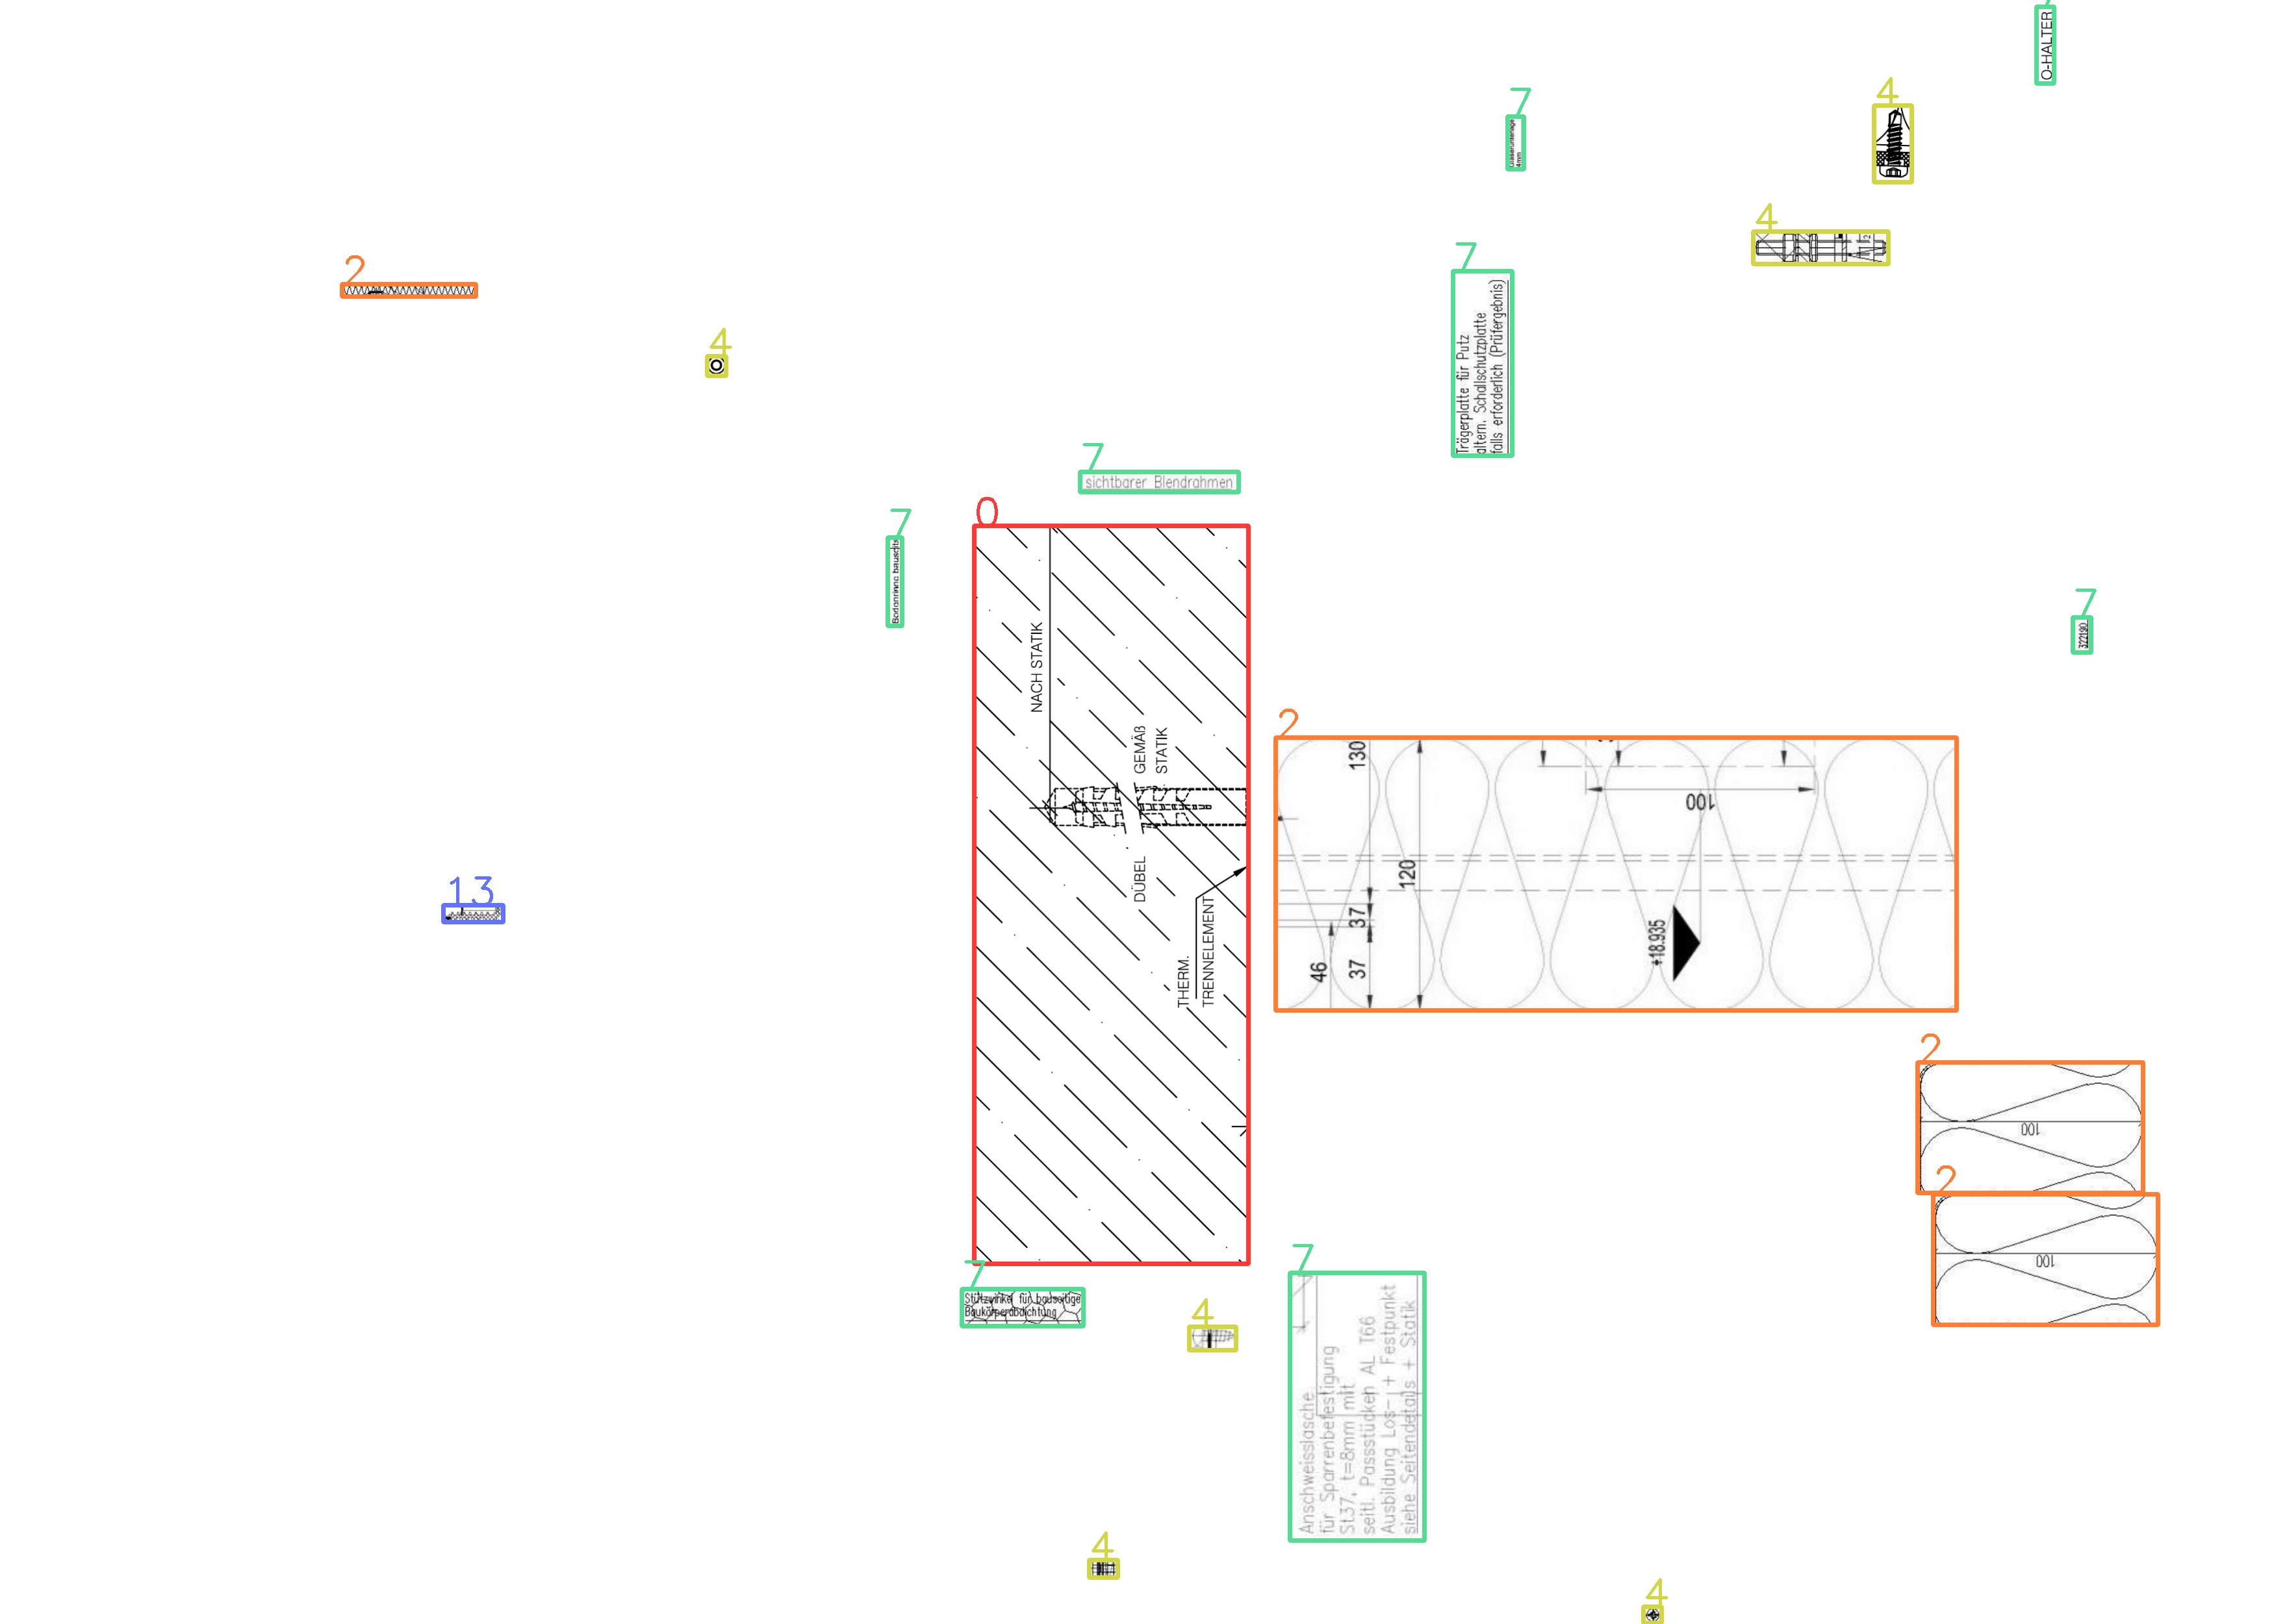 7
O-HALTER
7
Glaserunterlage
4mm
4
4
7
Trägerplatte für Putz
altern. Schallschutzplatte
falls erforderlich (Prüfergebnis)
2
4
7
sichtbarer Blendrahmen
7
Bodenrinne bauseits
0
NACH STATIK
GEMÄß
STATIK
DÜBEL
THERM.
TRENNELEMENT
7
322190
2
130
100
120
37
46
37
+18.935
13
2
100
2
100
7
Stützwinkel für bauseitige
Baukörperabdichtung
4
7
Anschweisslasche
für Sparrenbefestigung
St37, t=8mm mit
seitl. Passstücken AL T66
Ausbildung Los- + Festpunkt
siehe Seitendetails + Statik
4
4